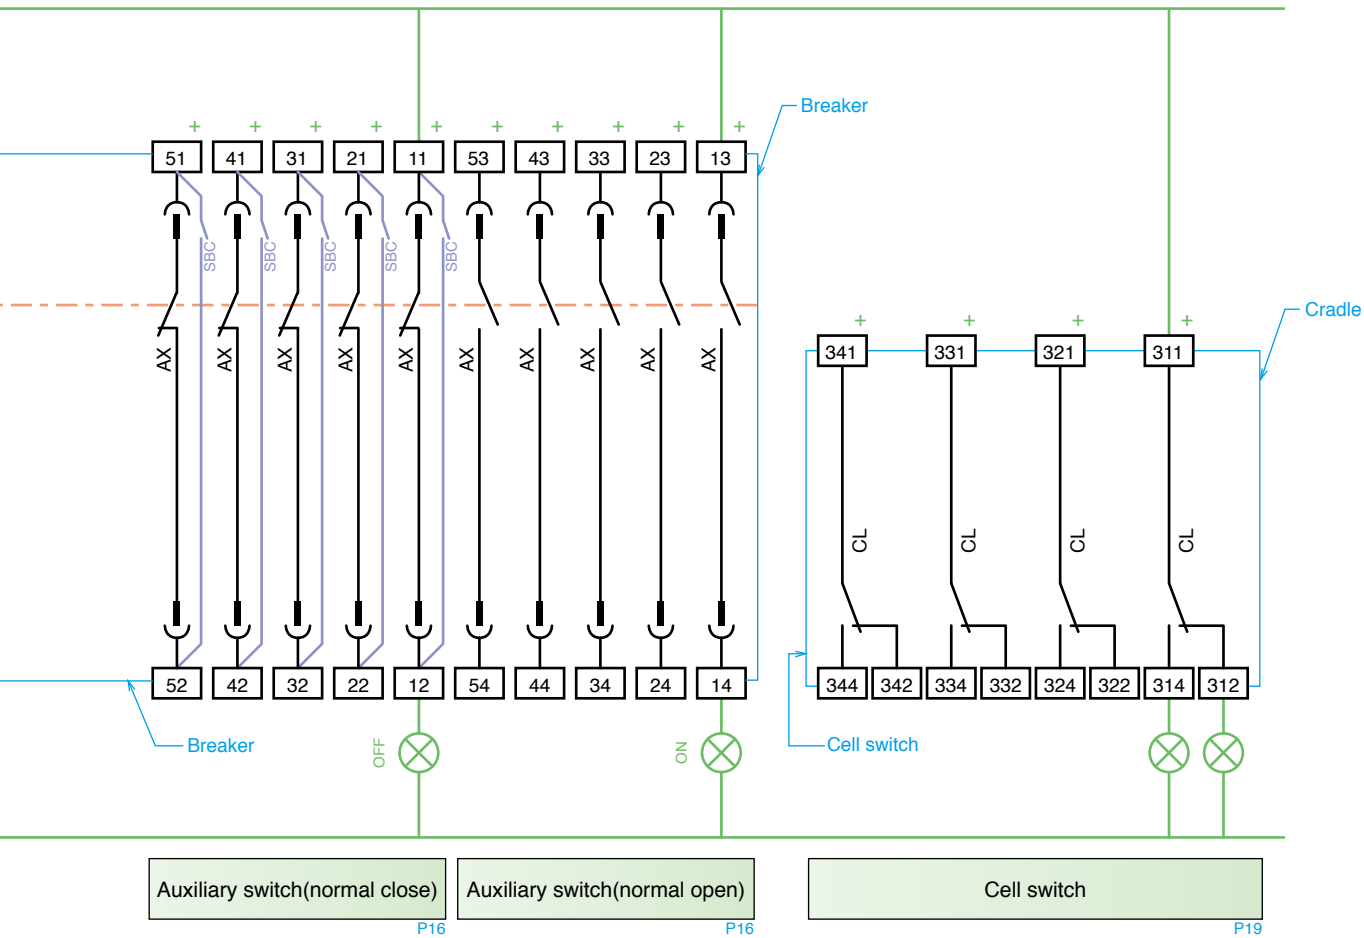 Breaker
+ + + + + + + + + +
51 41 31 21 11 53 43 33 23 13
SBC SBC SBC SBC SBC
Cradle
+ + + +
341 331 321 311
AX AX AX AX AX AX AX AX AX AX
CL CL CL CL
52 42 32 22 12 54 44 34 24 14 344 342 334 332 324 322 314 312
Breaker OFF ON Cell switch
Auxiliary switch(normal close) Auxiliary switch(normal open) Cell switch
P16 P16 P19